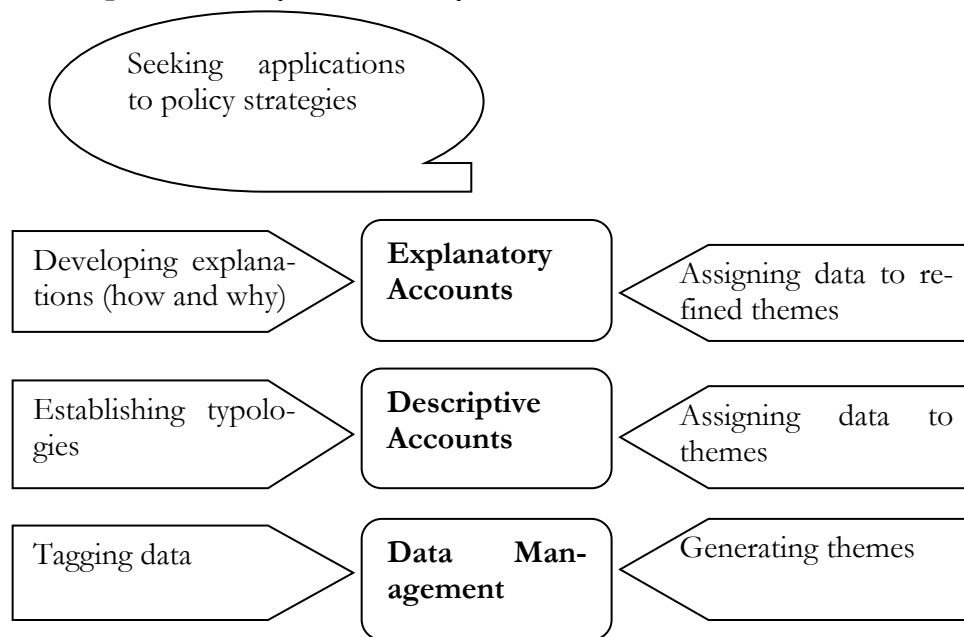 Seeking applications
to policy strategies
Developing explana-
tions (how and why)
Explanatory
Accounts
Assigning data to re-
fined themes
Establishing typolo-
gies
Descriptive
Accounts
Assigning data to
themes
Tagging data
Data Man-
agement
Generating themes